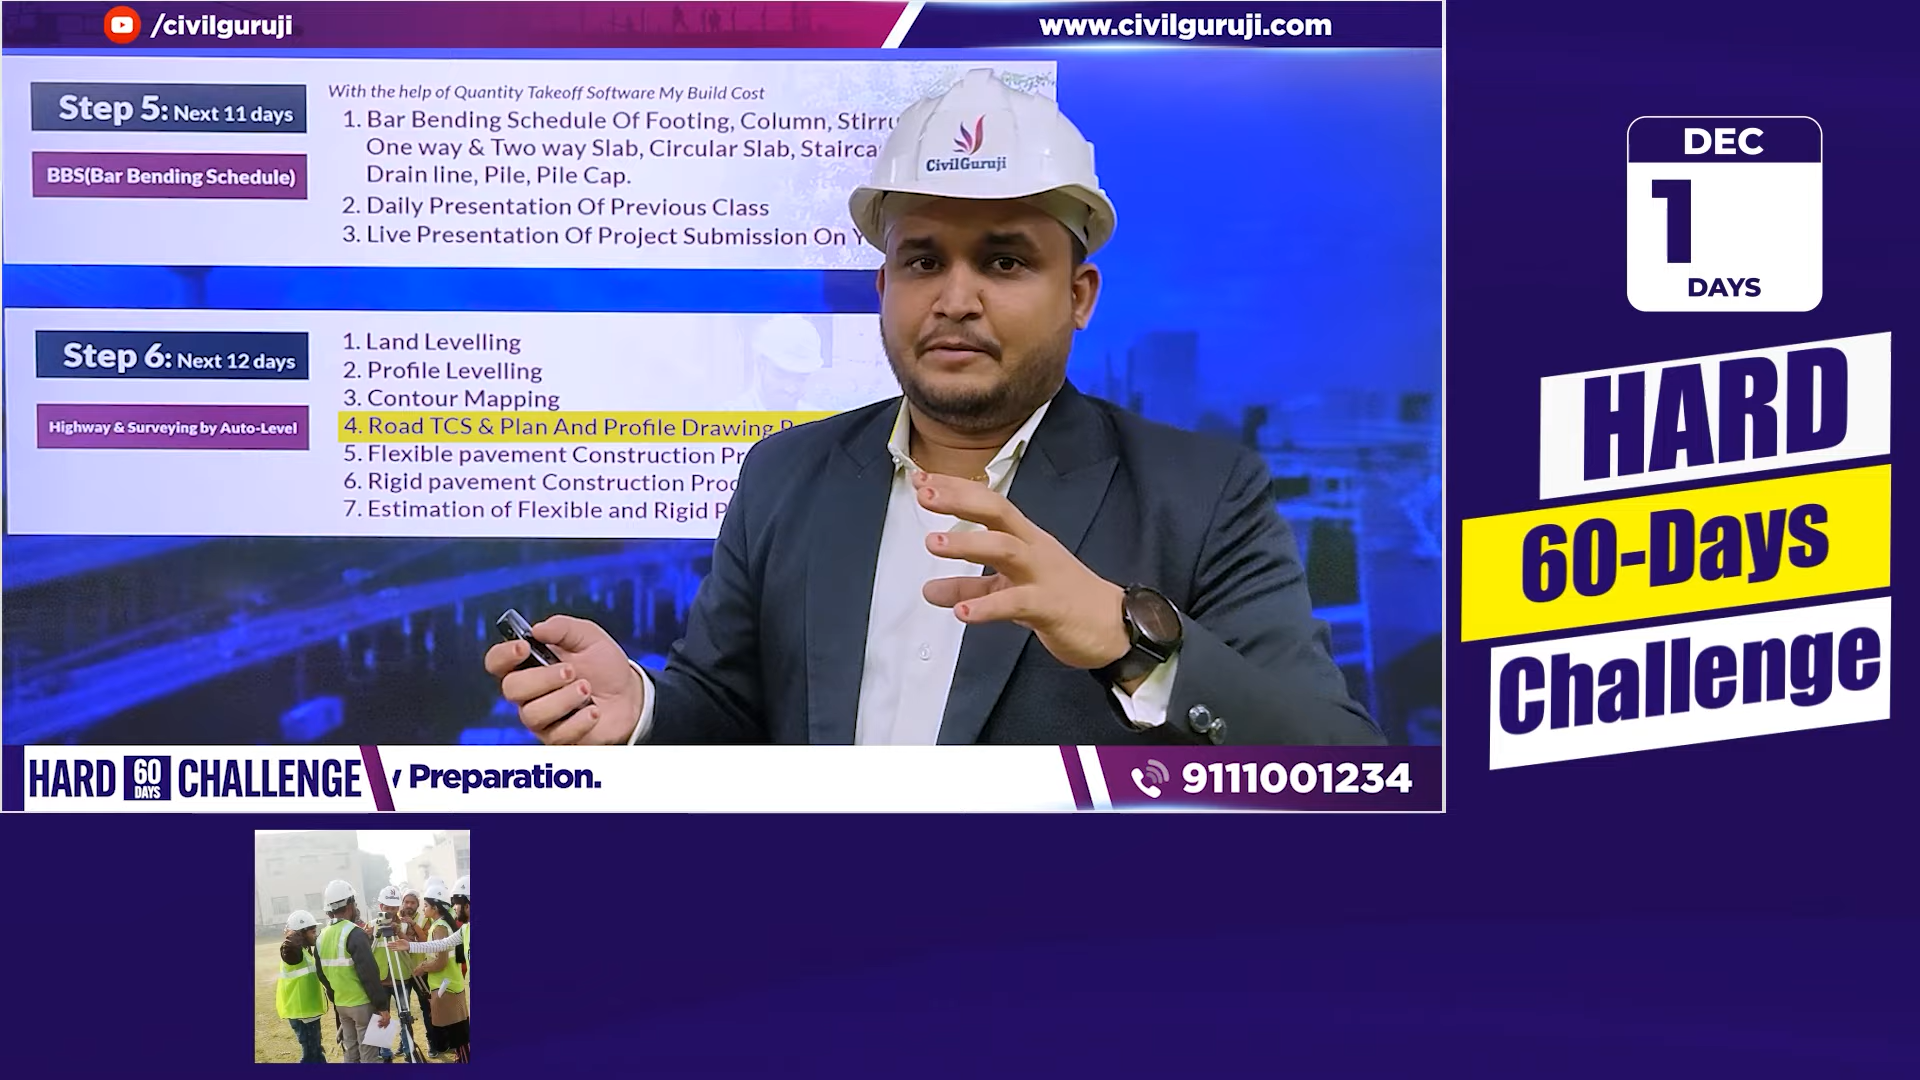 /civilguruji
www.civilguruji.com
Step 5: Next 11 days
BBS(Bar Bending Schedule)
With the help of Quantity Takeoff Software My Build Cost
1. Bar Bending Schedule Of Footing, Column,
One way & Two way Slab, Circular Slab,
Drain line, Pile, Pile Cap.
2. Daily Presentation Of Previous Class
3. Live Presentation Of Project Submission On
CivilGuruji
Step 6: Next 12 days
Highway & Surveying by Auto-Level
1. Land Levelling
2. Profile Levelling
3. Contour Mapping
4. Road TCS & Plan And Profile Drawing
5. Flexible pavement Construction
6. Rigid pavement Construction
7. Estimation of Flexible and Rigid
HARD 60 DAYS CHALLENGE
Preparation.
9111001234
DEC
1
DAYS
HARD
60-Days
Challenge